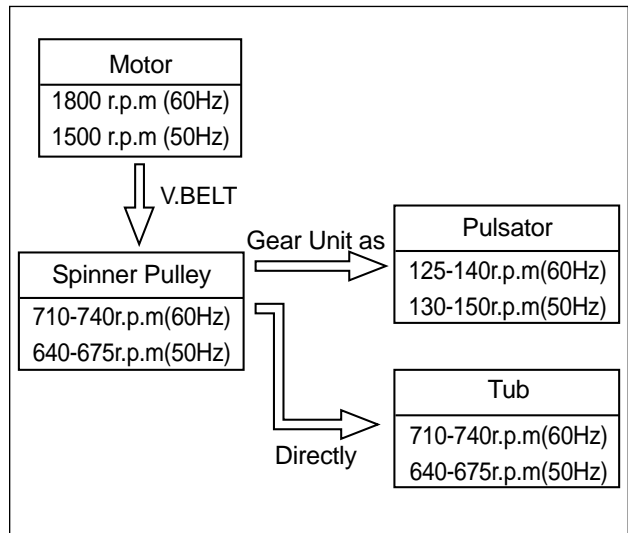 Motor
1800 r.p.m (60Hz)
1500 r.p.m (50Hz)
V.BELT
Spinner Pulley
710-740r.p.m(60Hz)
640-675r.p.m(50Hz)
Gear Unit as
Pulsator
125-140r.p.m(60Hz)
130-150r.p.m(50Hz)
Directly
Tub
710-740r.p.m(60Hz)
640-675r.p.m(50Hz)